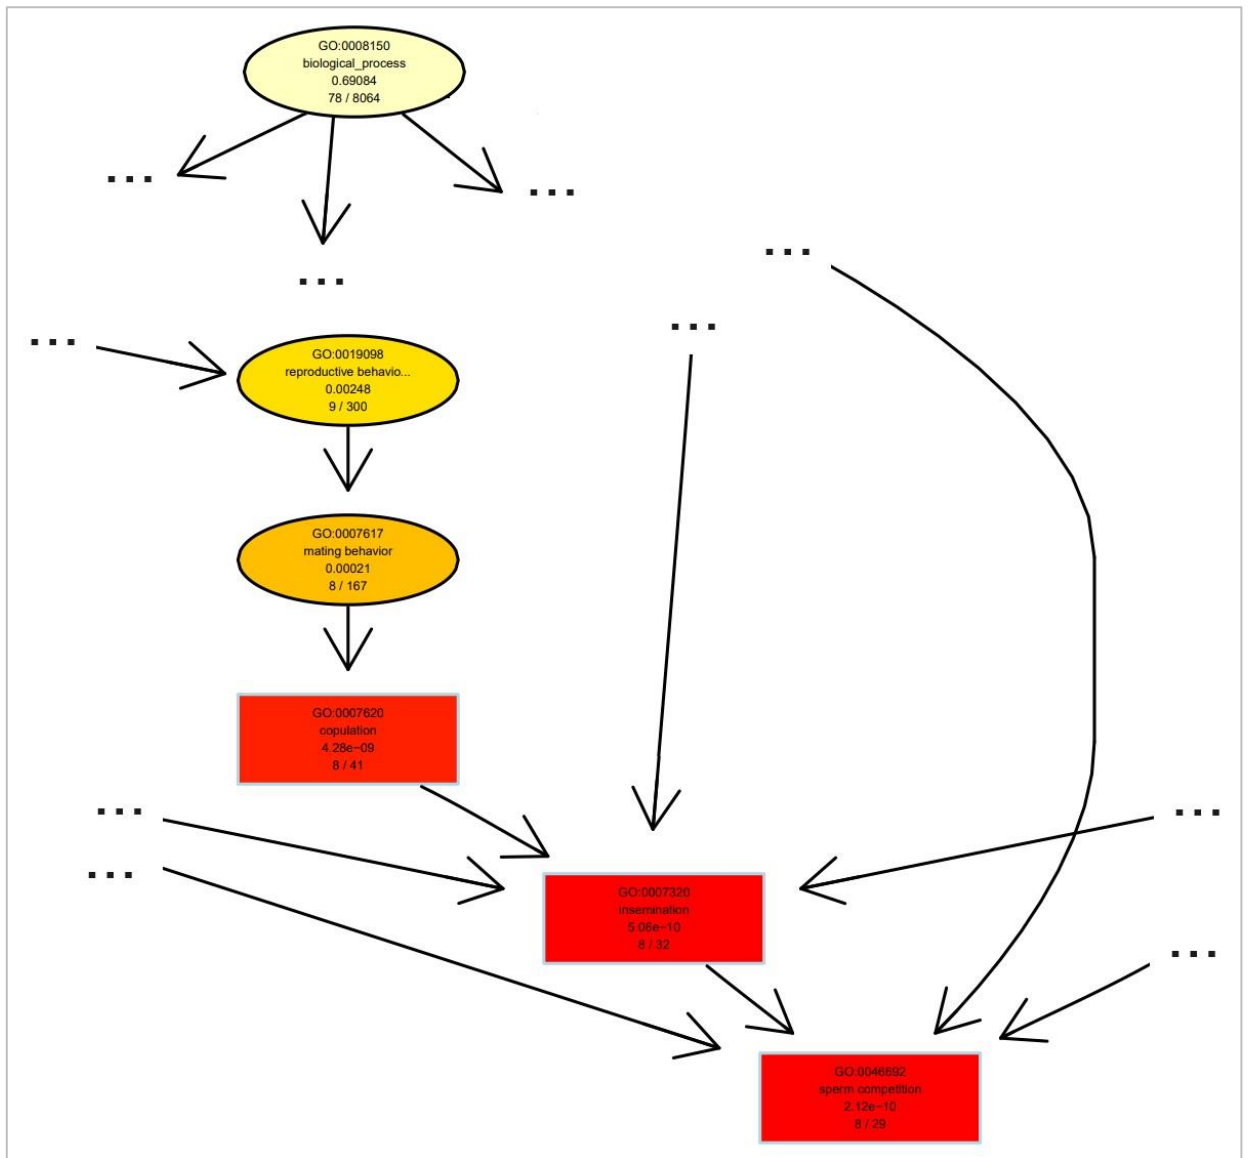 GO:0008150
biological_process
0.69084
78 / 8064
...
...
...
...
...
...
GO:0019098
reproductive behavio...
0.00248
9 / 300
GO:0007617
mating behavior
0.00021
8 / 167
GO:0007620
copulation
4.28e−09
8 / 41
...
...
...
GO:0007320
insemination
5.06e−10
8 / 32
...
GO:0046692
sperm competition
2.12e−10
8 / 29